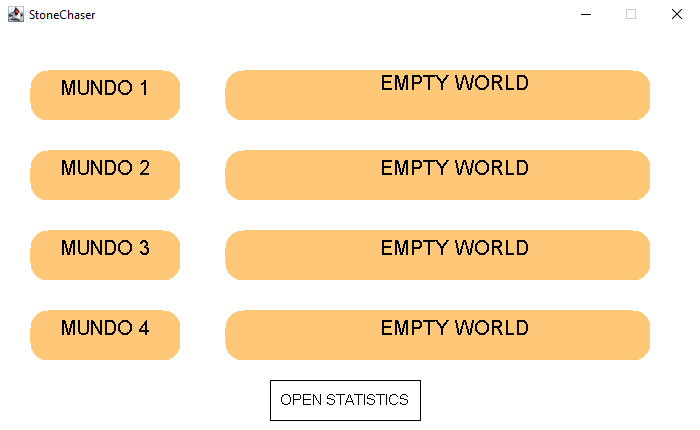 StoneChaser
MUNDO 1
EMPTY WORLD
MUNDO 2
EMPTY WORLD
MUNDO 3
EMPTY WORLD
MUNDO 4
EMPTY WORLD
OPEN STATISTICS